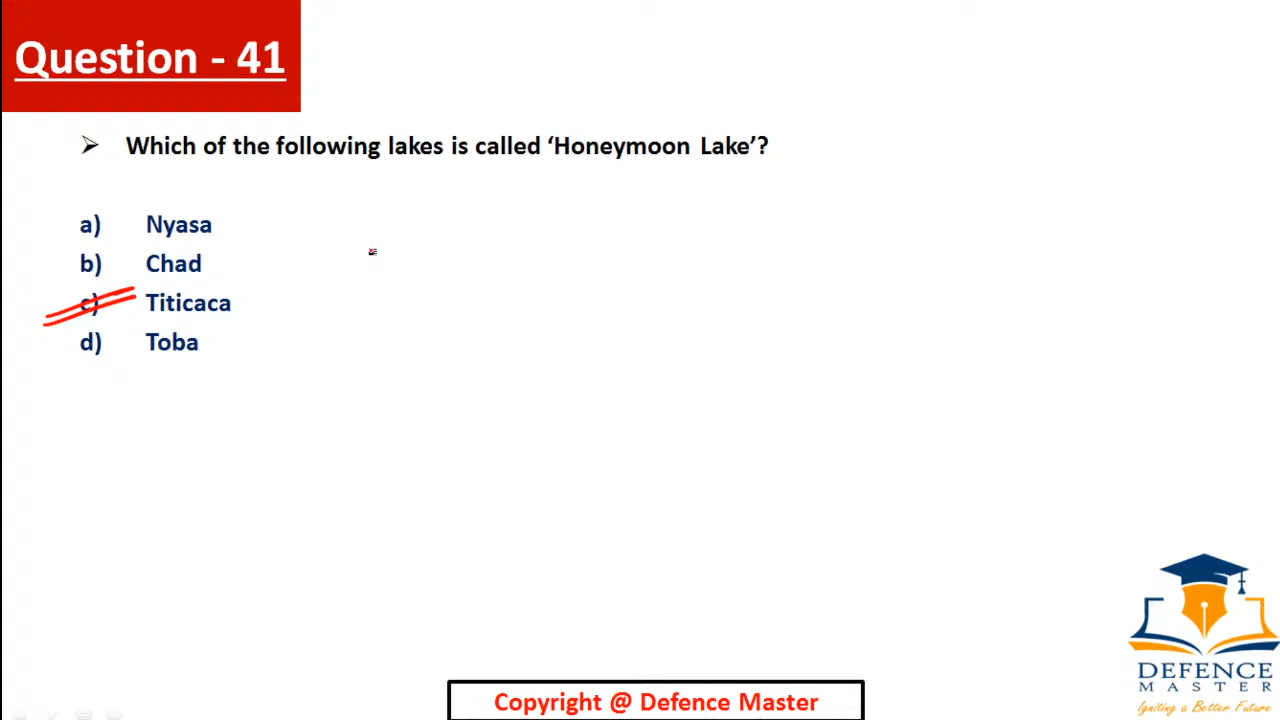 Question - 41
➢ Which of the following lakes is called ‘Honeymoon Lake’?
a) Nyasa
b) Chad
c) Titicaca
d) Toba
DEFENCE
MASTER
Igniting a Better Future
Copyright @ Defence Master